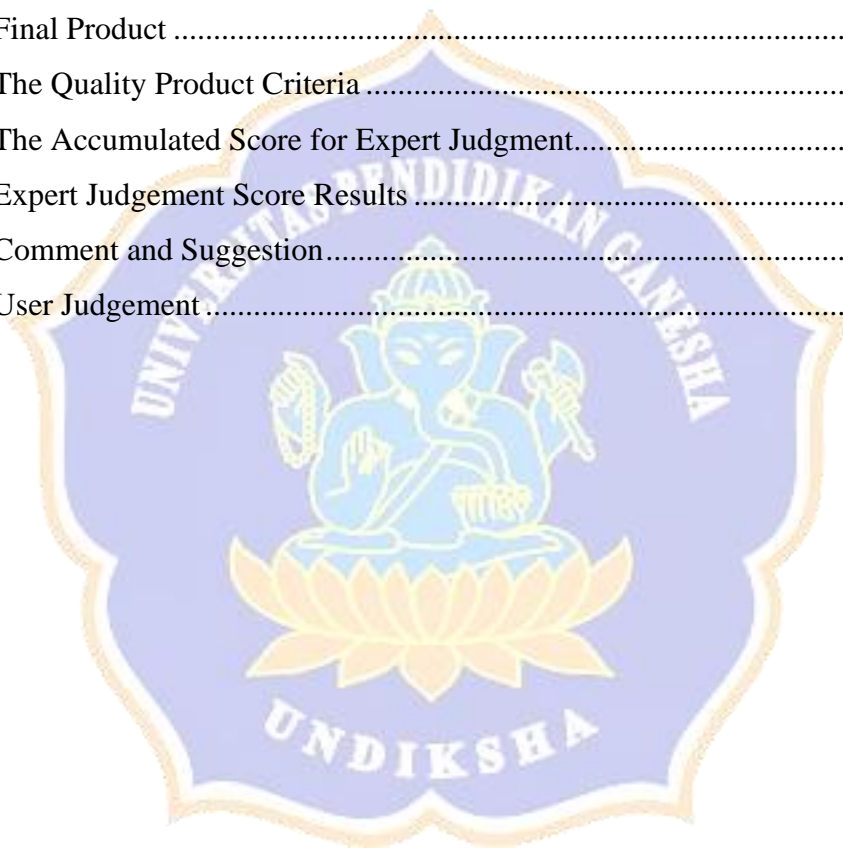 Final Product ....................................................................................
The Quality Product Criteria ............................................................
The Accumulated Score for Expert Judgment..................................
Expert Judgement Score Results ......................................................
Comment and Suggestion.................................................................
User Judgement ................................................................................
UNIVERSITAS PENDIDIKAN GANESHA
UNDIKSHA